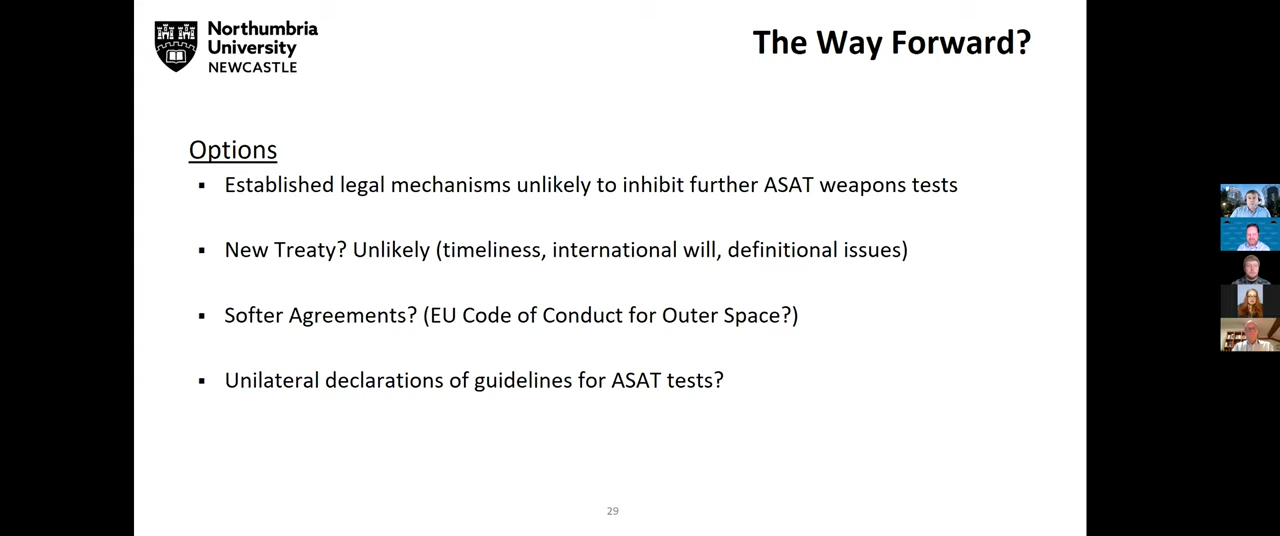 Northumbria
University
NEWCASTLE
The Way Forward?
Options
▪ Established legal mechanisms unlikely to inhibit further ASAT weapons tests
▪ New Treaty? Unlikely (timeliness, international will, definitional issues)
▪ Softer Agreements? (EU Code of Conduct for Outer Space?)
▪ Unilateral declarations of guidelines for ASAT tests?
29